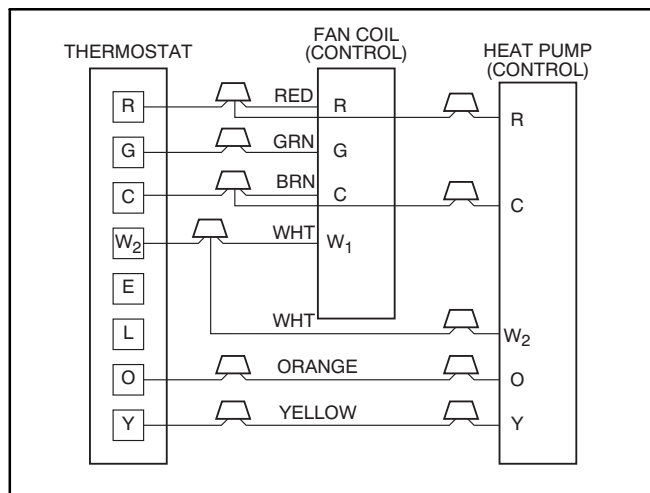 THERMOSTAT
FAN COIL
(CONTROL)
HEAT PUMP
(CONTROL)
R RED R R
G GRN G
C BRN C C
W2 WHT W1
E
L WHT W2
O ORANGE O
Y YELLOW Y